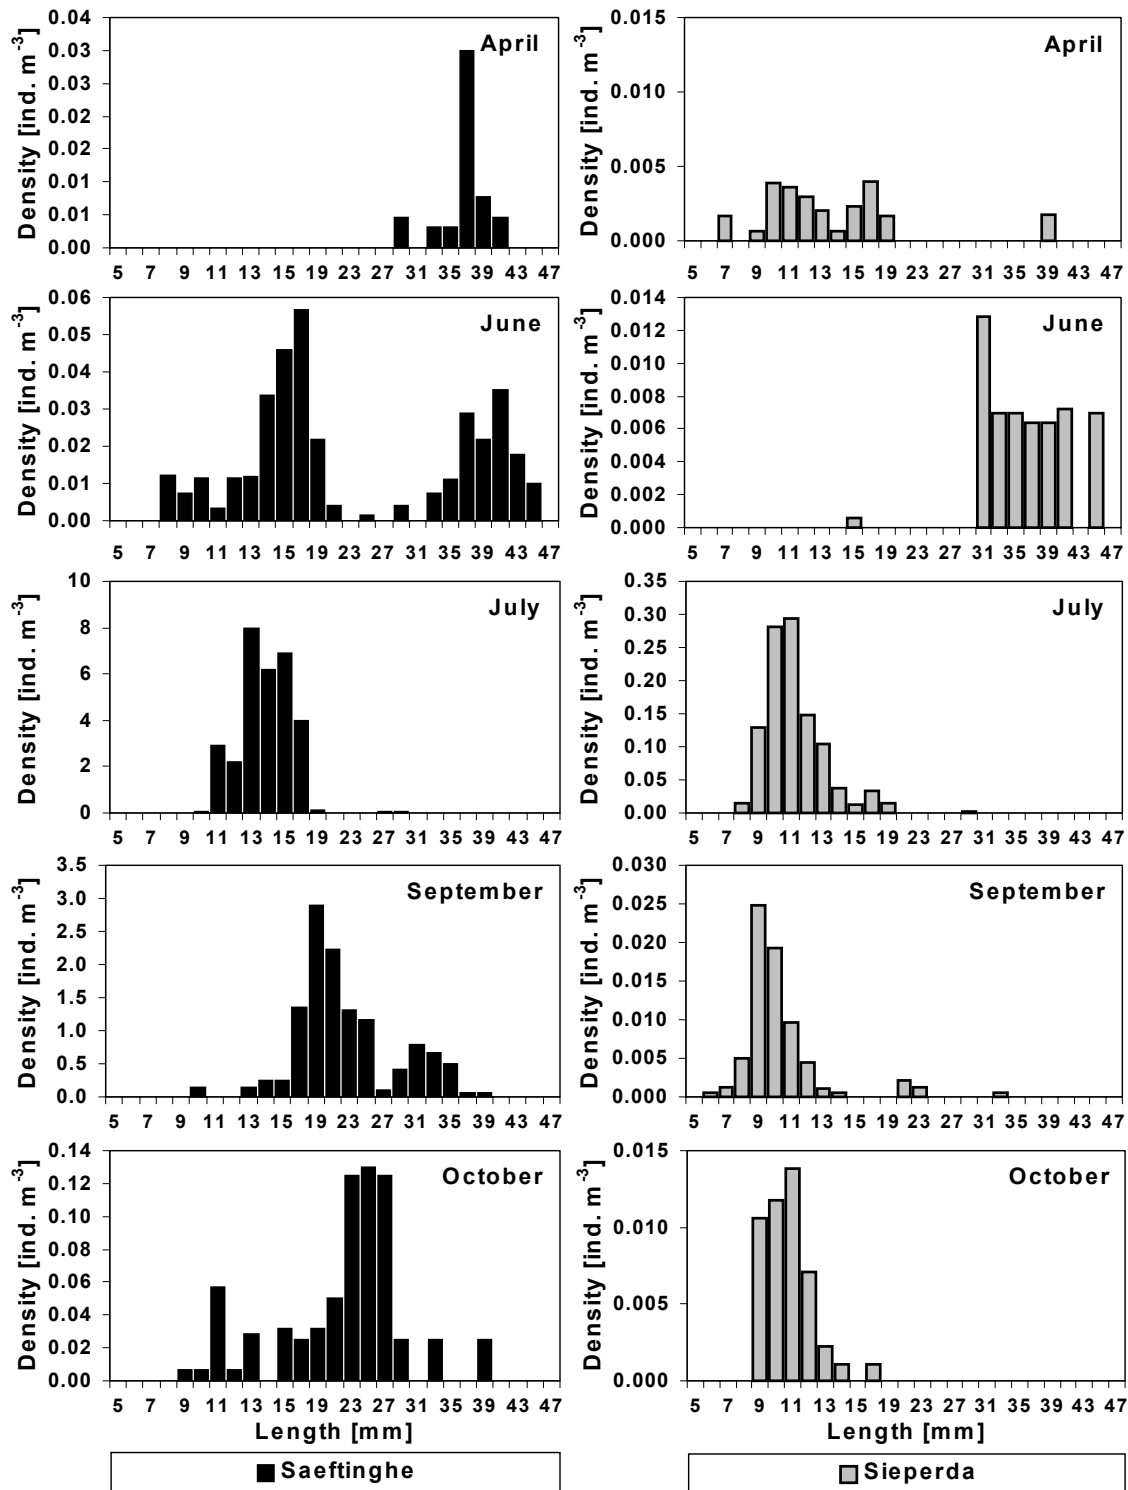 April
Density [ind. m-3]
0.04
0.03
0.03
0.02
0.02
0.01
0.01
0.00
5 7 9 11 13 15 19 23 27 31 35 39 43 47
April
Density [ind. m-3]
0.015
0.010
0.005
0.000
5 7 9 11 13 15 19 23 27 31 35 39 43 47
June
Density [ind. m-3]
0.06
0.05
0.04
0.03
0.02
0.01
0.00
5 7 9 11 13 15 19 23 27 31 35 39 43 47
June
Density [ind. m-3]
0.014
0.012
0.010
0.008
0.006
0.004
0.002
0.000
5 7 9 11 13 15 19 23 27 31 35 39 43 47
July
Density [ind. m-3]
10
8
6
4
2
0
5 7 9 11 13 15 19 23 27 31 35 39 43 47
July
Density [ind. m-3]
0.35
0.30
0.25
0.20
0.15
0.10
0.05
0.00
5 7 9 11 13 15 19 23 27 31 35 39 43 47
September
Density [ind. m-3]
3.5
3.0
2.5
2.0
1.5
1.0
0.5
0.0
5 7 9 11 13 15 19 23 27 31 35 39 43 47
September
Density [ind. m-3]
0.030
0.025
0.020
0.015
0.010
0.005
0.000
5 7 9 11 13 15 19 23 27 31 35 39 43 47
October
Density [ind. m-3]
0.14
0.12
0.10
0.08
0.06
0.04
0.02
0.00
5 7 9 11 13 15 19 23 27 31 35 39 43 47
Length [mm]
Saeftinghe
October
Density [ind. m-3]
0.015
0.010
0.005
0.000
5 7 9 11 13 15 19 23 27 31 35 39 43 47
Length [mm]
Sieperda